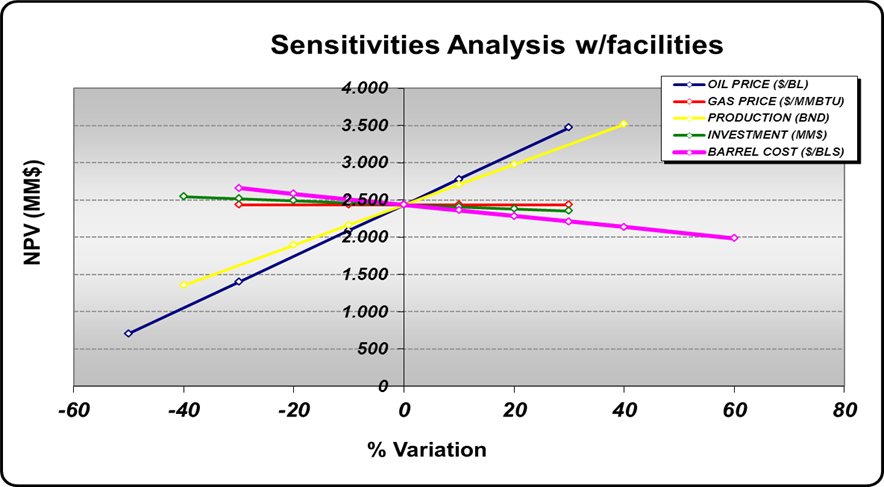 Sensitivities Analysis w/facilities
OIL PRICE ($/BL)
GAS PRICE ($/MMBTU)
PRODUCTION (BND)
INVESTMENT (MM$)
BARREL COST ($/BLS)
NPV (MM$)
4.000
3.500
3.000
2.500
2.000
1.500
1.000
500
0
-60 -40 -20 0 20 40 60 80
% Variation